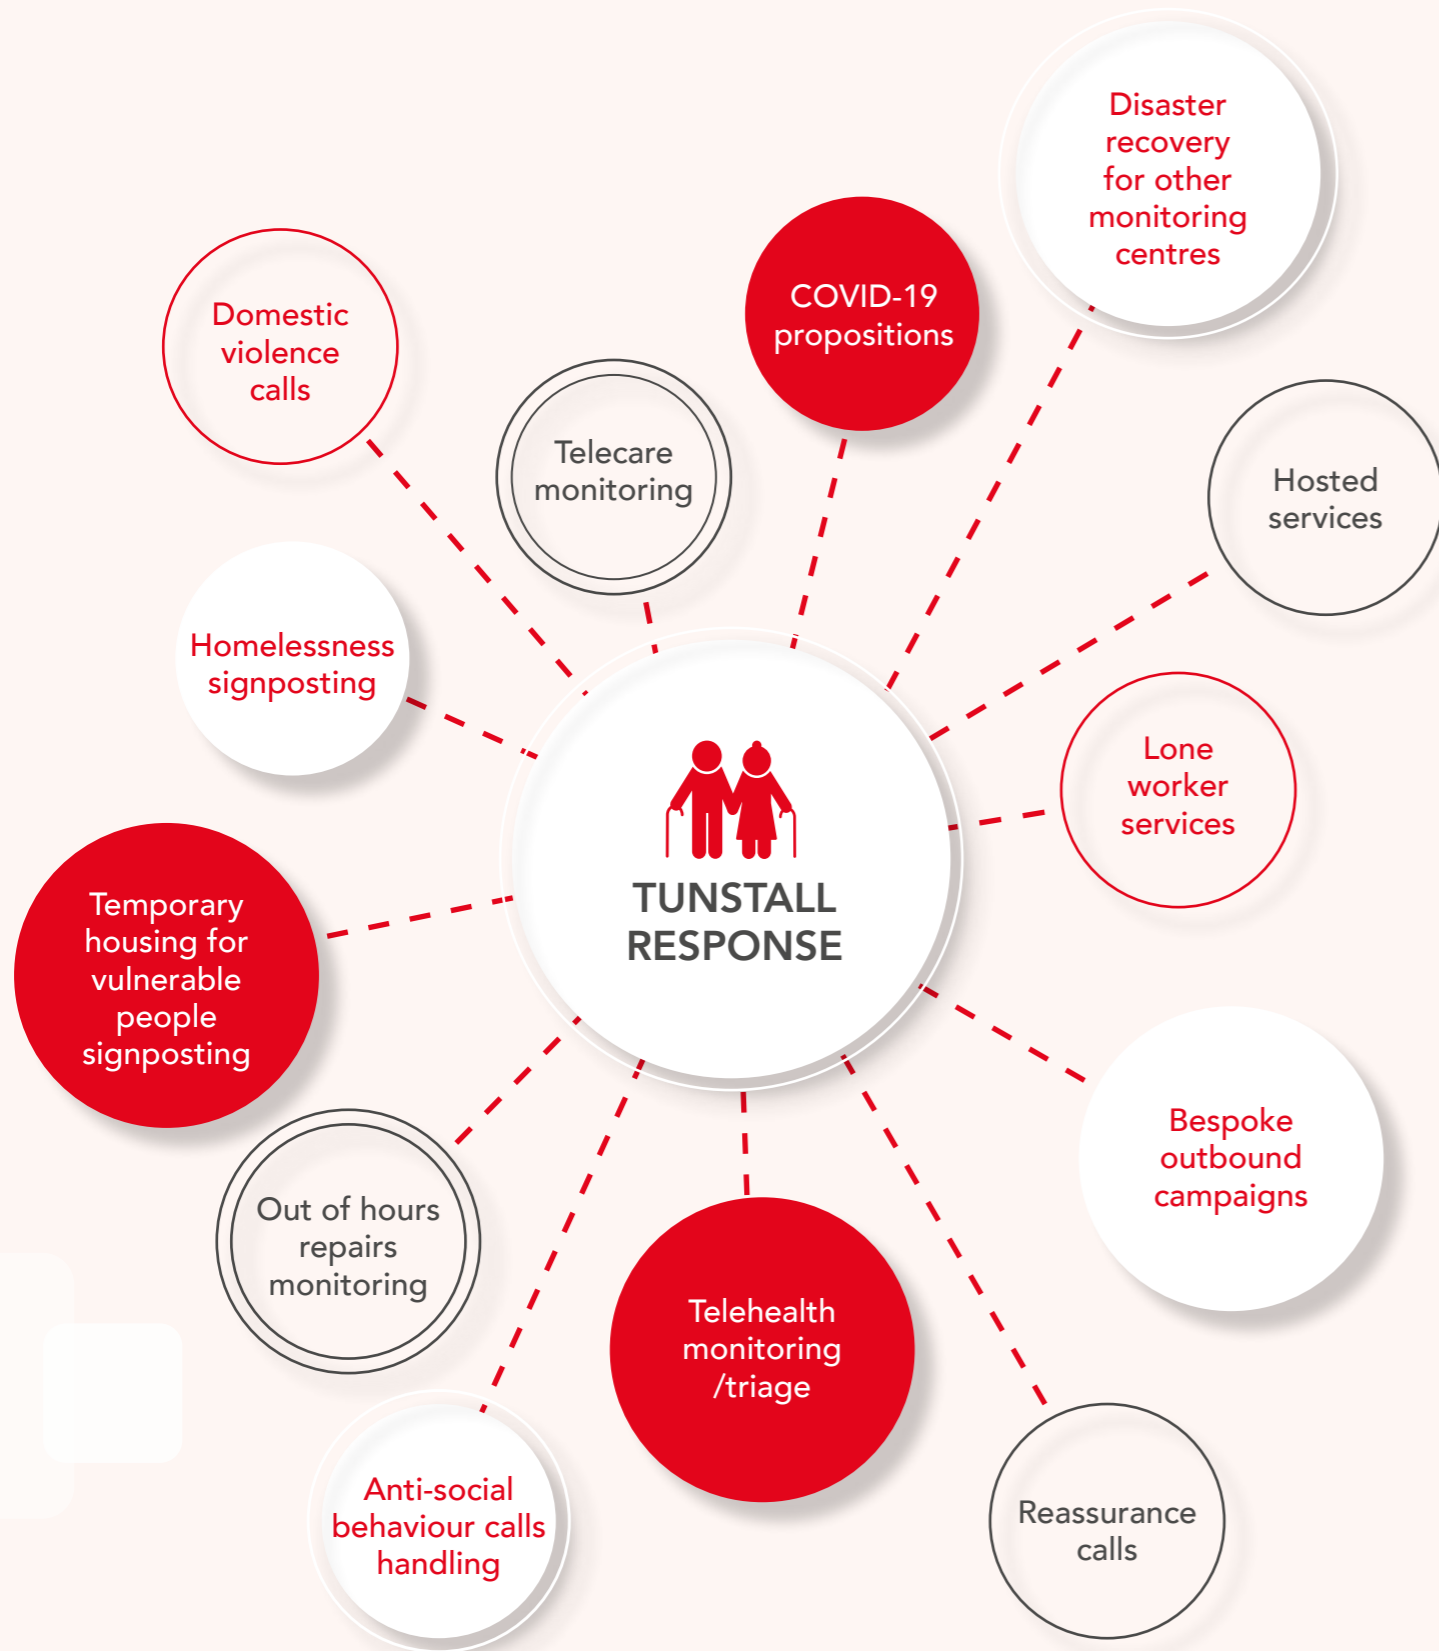 Disaster
recovery
for other
monitoring
centres
COVID-19
propositions
Domestic
violence
calls
Telecare
monitoring
Hosted
services
Homelessness
signposting
Lone
worker
services
TUNSTALL
RESPONSE
Temporary
housing for
vulnerable
people
signposting
Bespoke
outbound
campaigns
Out of hours
repairs
monitoring
Telehealth
monitoring
/triage
Anti-social
behaviour calls
handling
Reassurance
calls